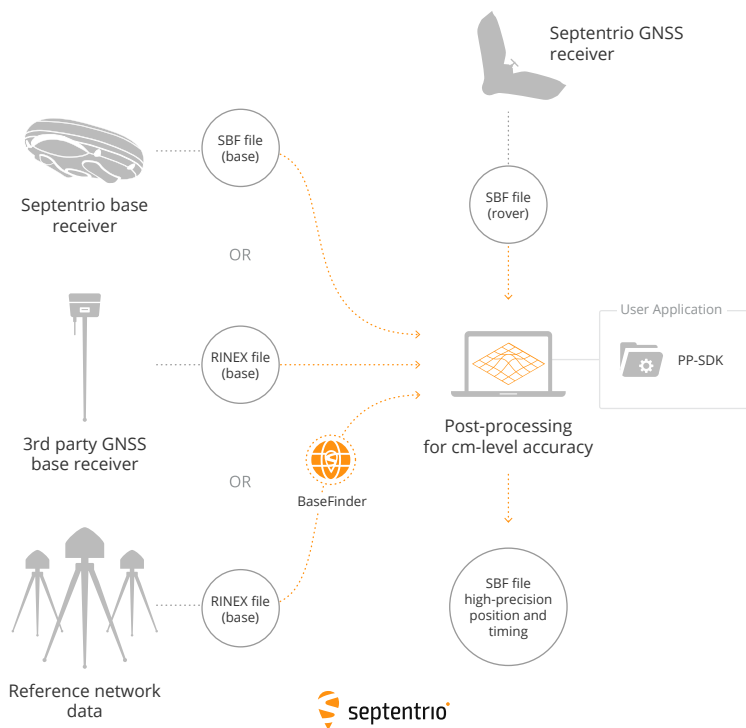 Septentrio GNSS
receiver
SBF file
(base)
Septentrio base
receiver
SBF file
(rover)
OR
User Application
PP-SDK
RINEX file
(base)
3rd party GNSS
base receiver
Post-processing
for cm-level accuracy
OR
BaseFinder
RINEX file
(base)
SBF file
high-precision
position and
timing
Reference network
data
septentrio